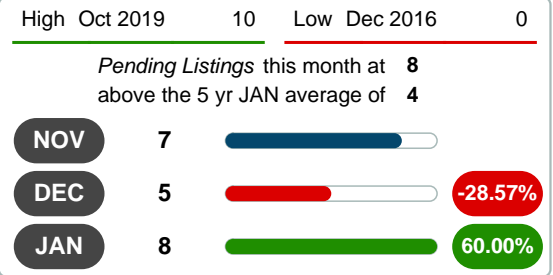 High Oct 2019 10 Low Dec 2016 0
Pending Listings this month at 8
above the 5 yr JAN average of 4
NOV 7
DEC 5 -28.57%
JAN 8 60.00%